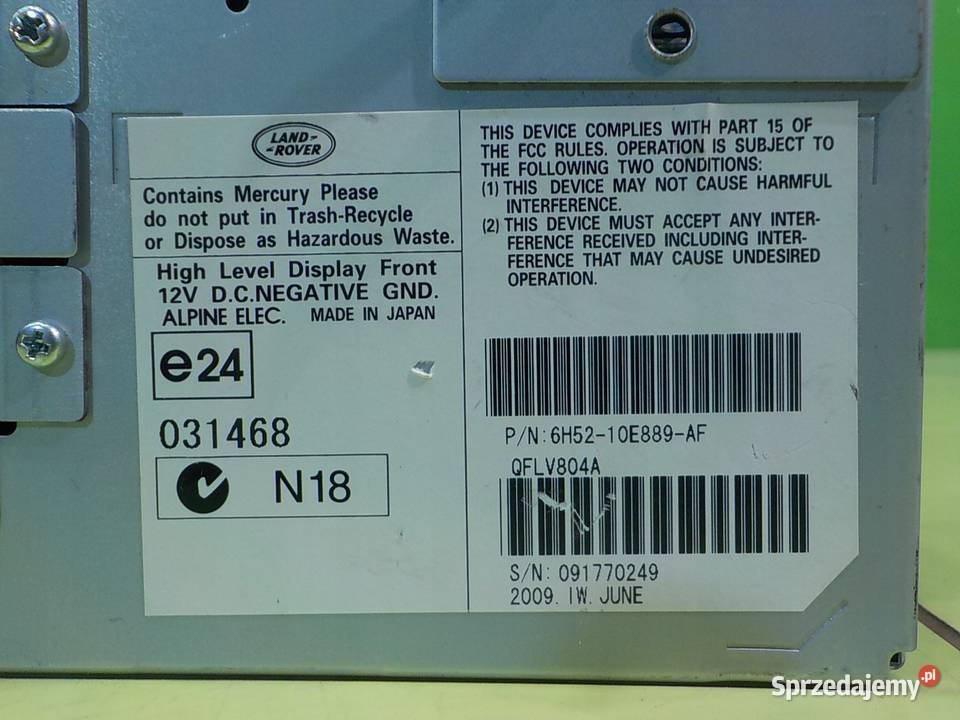 LAND-
-ROVER
Contains Mercury Please
do not put in Trash-Recycle
or Dispose as Hazardous Waste.
High Level Display Front
12V D.C.NEGATIVE GND.
ALPINE ELEC. MADE IN JAPAN
e24
031468
N18
THIS DEVICE COMPLIES WITH PART 15 OF
THE FCC RULES. OPERATION IS SUBJECT TO
THE FOLLOWING TWO CONDITIONS:
(1) THIS DEVICE MAY NOT CAUSE HARMFUL
INTERFERENCE.
(2) THIS DEVICE MUST ACCEPT ANY INTER-
FERENCE RECEIVED INCLUDING INTER-
FERENCE THAT MAY CAUSE UNDESIRED
OPERATION.
P/N:6H52-10E889-AF
QFLV804A
S/N: 091770249
2009. IW. JUNE
Sprzedajemy.pl